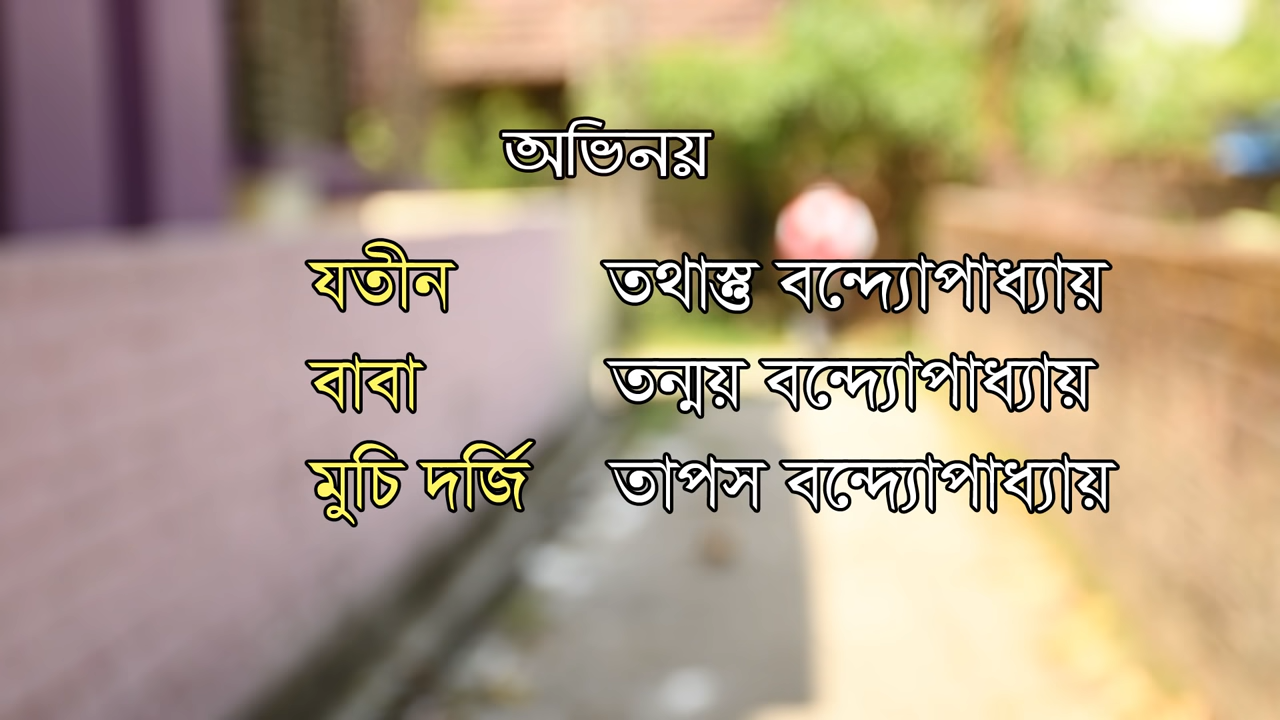 অভিনয়
যতীন তথাস্তু বন্দ্যোপাধ্যায়
বাবা তন্ময় বন্দ্যোপাধ্যায়
মুচি দর্জি তাপস বন্দ্যোপাধ্যায়